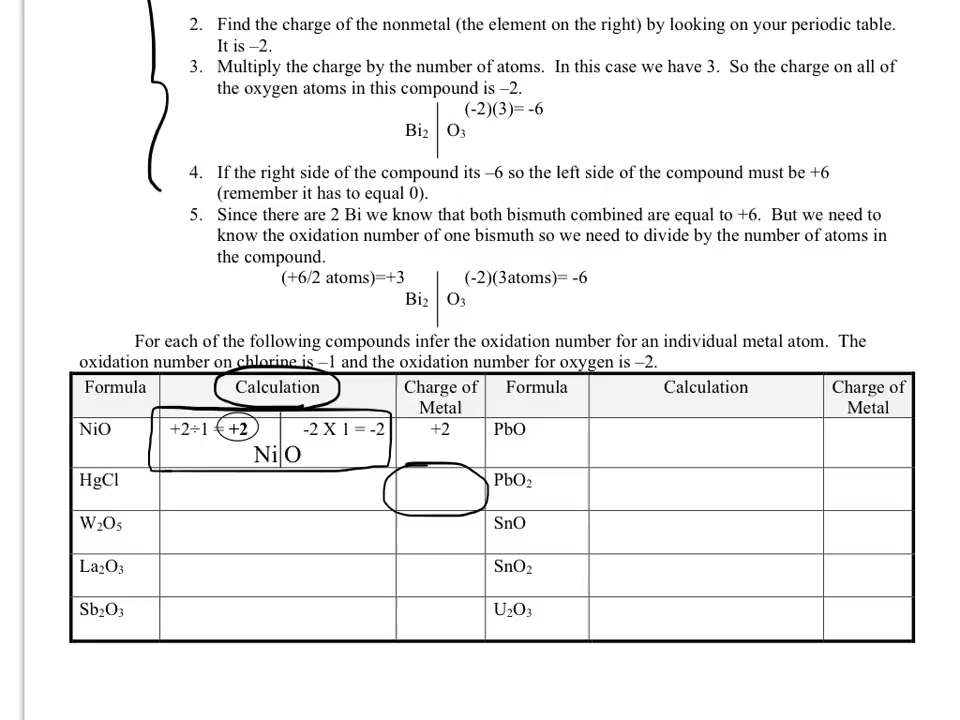 2. Find the charge of the nonmetal (the element on the right) by looking on your periodic table.
It is –2.
3. Multiply the charge by the number of atoms. In this case we have 3. So the charge on all of
the oxygen atoms in this compound is –2.
(-2)(3)= -6
Bi₂ O₃
4. If the right side of the compound its –6 so the left side of the compound must be +6
(remember it has to equal 0).
5. Since there are 2 Bi we know that both bismuth combined are equal to +6. But we need to
know the oxidation number of one bismuth so we need to divide by the number of atoms in
the compound.
(+6/2 atoms)=+3 (-2)(3atoms)= -6
Bi₂ O₃
For each of the following compounds infer the oxidation number for an individual metal atom. The
oxidation number on chlorine is –1 and the oxidation number for oxygen is –2.
Formula Calculation Charge of Metal Formula Calculation Charge of Metal
NiO +2÷1 = +2 -2 X 1 = -2 +2 PbO
Ni O
HgCl PbO₂
W₂O₅ SnO
La₂O₃ SnO₂
Sb₂O₃ U₂O₃